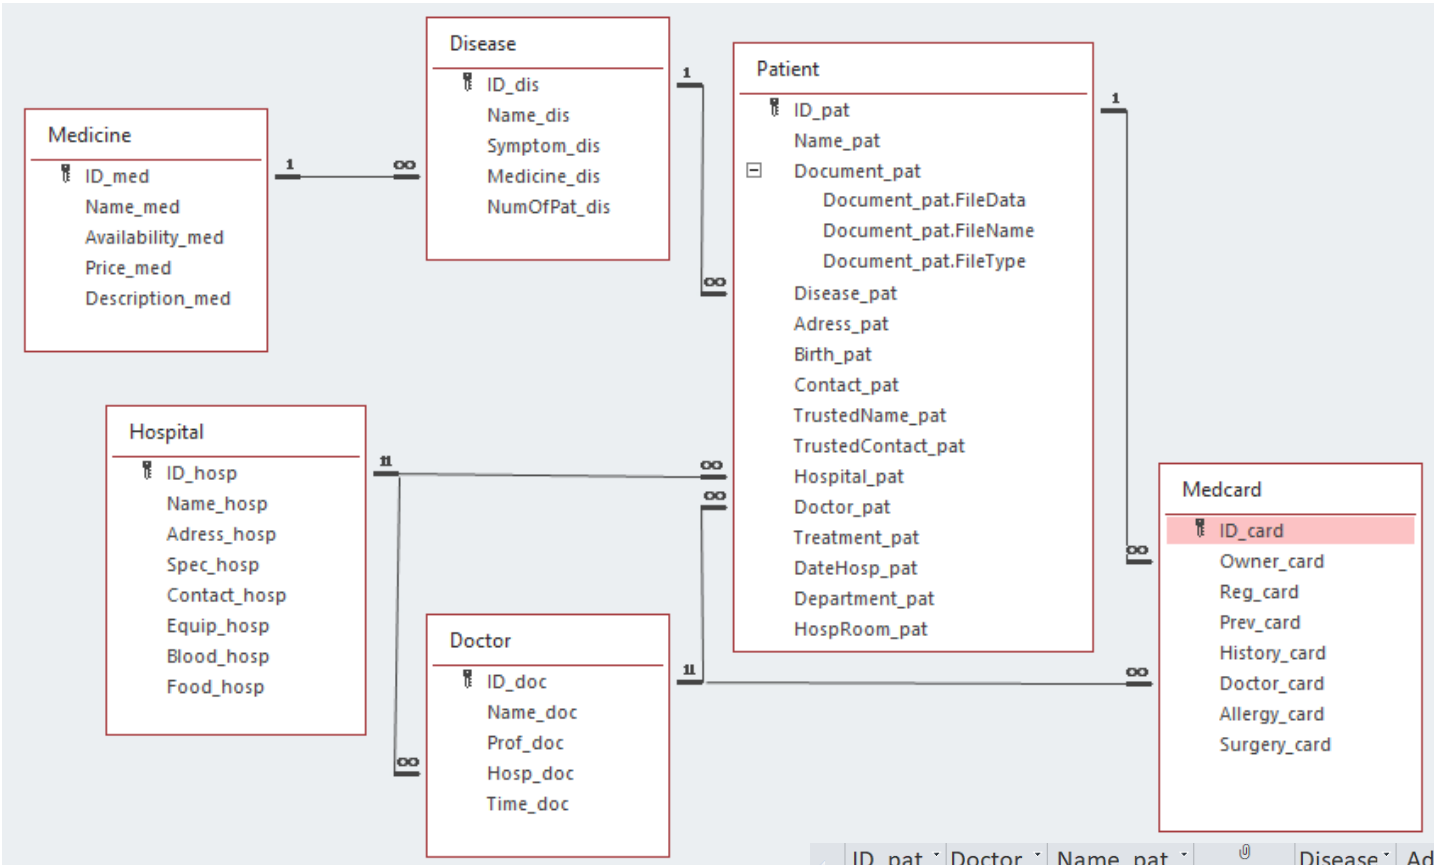 Medicine
ID_med
Name_med
Availability_med
Price_med
Description_med
1
∞
Disease
ID_dis
Name_dis
Symptom_dis
Medicine_dis
NumOfPat_dis
1
∞
Patient
ID_pat
Name_pat
Document_pat
Document_pat.FileData
Document_pat.FileName
Document_pat.FileType
Disease_pat
Adress_pat
Birth_pat
Contact_pat
TrustedName_pat
TrustedContact_pat
Hospital_pat
Doctor_pat
Treatment_pat
DateHosp_pat
Department_pat
HospRoom_pat
1
∞
Hospital
ID_hosp
Name_hosp
Adress_hosp
Spec_hosp
Contact_hosp
Equip_hosp
Blood_hosp
Food_hosp
11
∞
∞
∞
Doctor
ID_doc
Name_doc
Prof_doc
Hosp_doc
Time_doc
11
∞
Medcard
ID_card
Owner_card
Reg_card
Prev_card
History_card
Doctor_card
Allergy_card
Surgery_card
ID_pat Doctor Name_pat Disease Ad